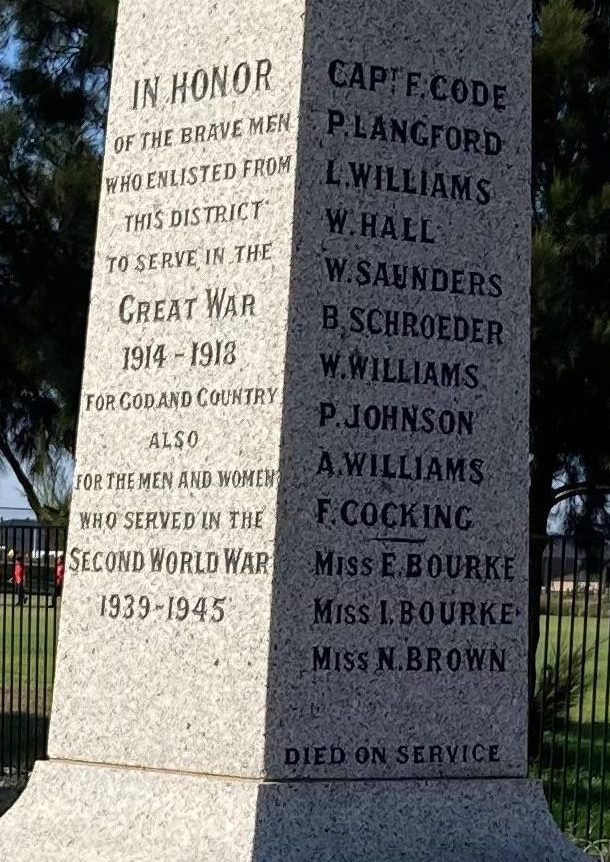 IN HONOR
OF THE BRAVE MEN
WHO ENLISTED FROM
THIS DISTRICT
TO SERVE IN THE
GREAT WAR
1914 - 1918
FOR GOD AND COUNTRY
ALSO
FOR THE MEN AND WOMEN
WHO SERVED IN THE
SECOND WORLD WAR
1939-1945
CAPT F. CODE
P. LANGFORD
L. WILLIAMS
W. HALL
W. SAUNDERS
B. SCHROEDER
W. WILLIAMS
P. JOHNSON
A. WILLIAMS
F. COCKING
MISS E. BOURKE
MISS I. BOURKE
MISS N. BROWN
DIED ON SERVICE